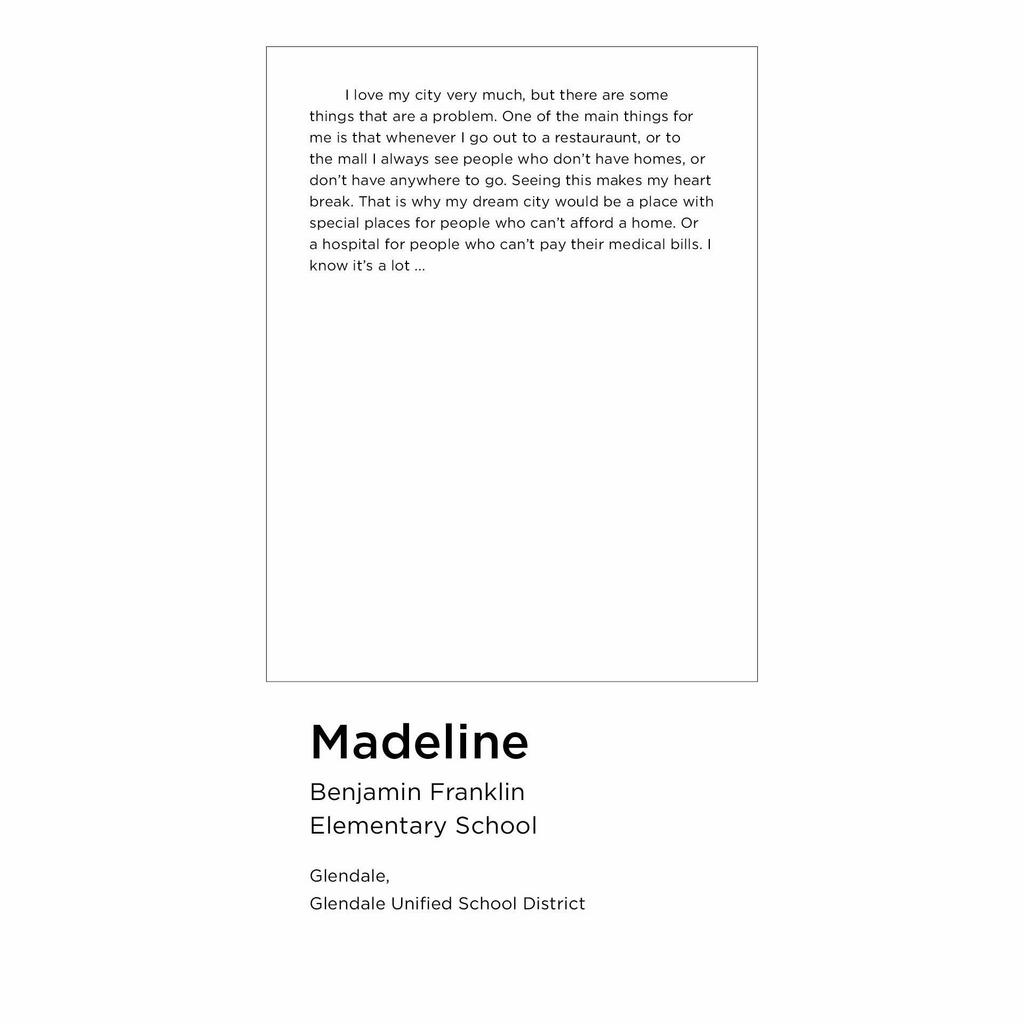 I love my city very much, but there are some
things that are a problem. One of the main things for
me is that whenever I go out to a restauraunt, or to
the mall I always see people who don’t have homes, or
don’t have anywhere to go. Seeing this makes my heart
break. That is why my dream city would be a place with
special places for people who can’t afford a home. Or
a hospital for people who can’t pay their medical bills. I
know it’s a lot ...
Madeline
Benjamin Franklin
Elementary School
Glendale,
Glendale Unified School District